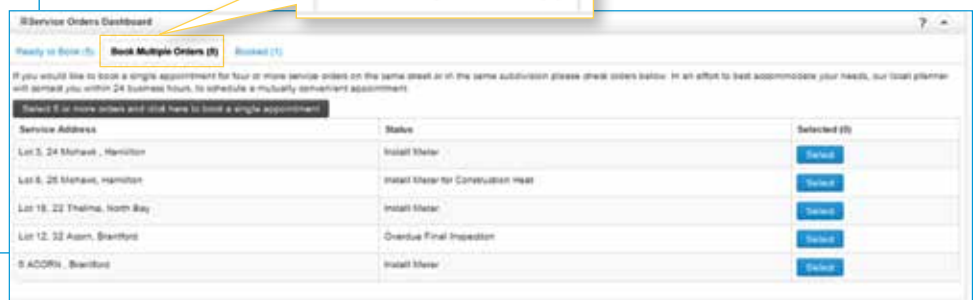 Service Orders Dashboard ?
Ready to Book (5) Book Multiple Orders (5) Booked (1)
If you would like to book a single appointment for four or more service orders on the same street or in the same subdivision please check orders below. In an effort to best accommodate your needs, our local planner
will contact you within 24 business hours, to schedule a mutually convenient appointment.
Select 5 or more orders and click here to book a single appointment
Service Address Status Selected (0)
Lot 3, 24 Mohawk , Hamilton Install Meter Select
Lot 8, 26 Mohawk, Hamilton Install Meter for Construction Heat Select
Lot 18, 22 Thelma, North Bay Install Meter Select
Lot 12, 32 Acorn, Brantford Overdue Final Inspection Select
5 ACORN , Brantford Install Meter Select